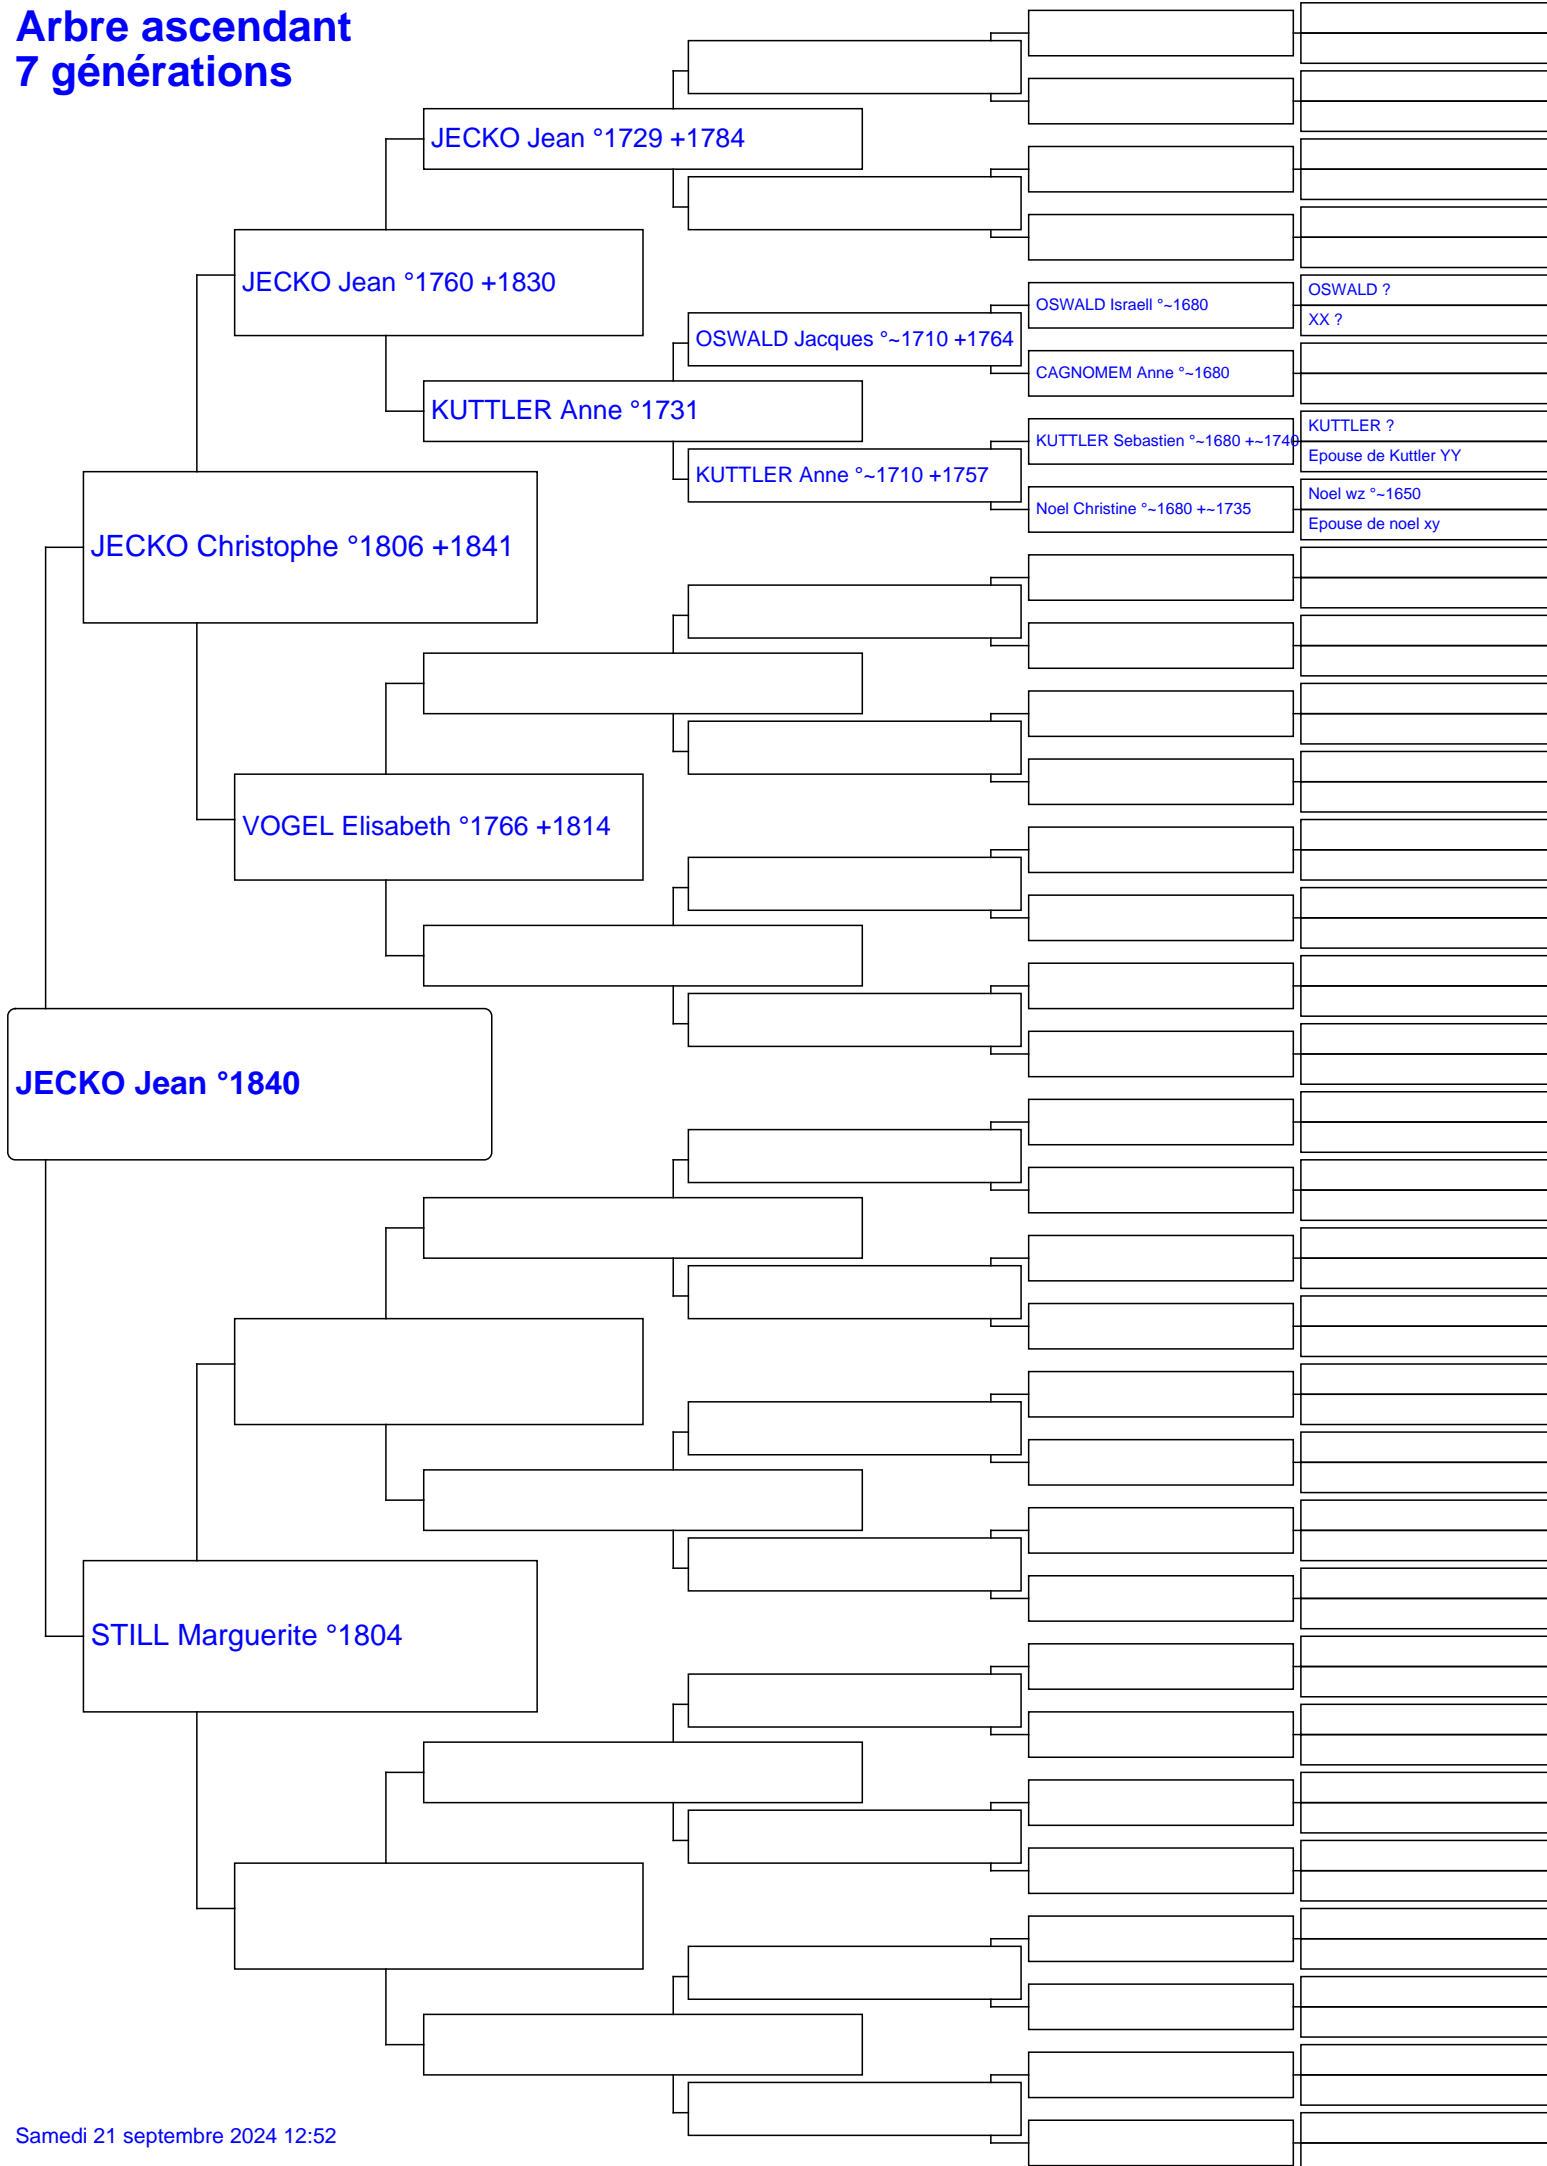 Arbre ascendant
7 générations
JECKO Jean °1729 +1784
JECKO Jean °1760 +1830
OSWALD Jacques °~1710 +1764
OSWALD Israell °~1680
OSWALD ?
XX ?
CAGNOMEM Anne °~1680
KUTTLER Anne °1731
KUTTLER Sebastien °~1680 +~1740
KUTTLER ?
Epouse de Kuttler YY
KUTTLER Anne °~1710 +1757
Noel Christine °~1680 +~1735
Noel wz °~1650
Epouse de noel xy
JECKO Christophe °1806 +1841
VOGEL Elisabeth °1766 +1814
JECKO Jean °1840
STILL Marguerite °1804
Samedi 21 septembre 2024 12:52